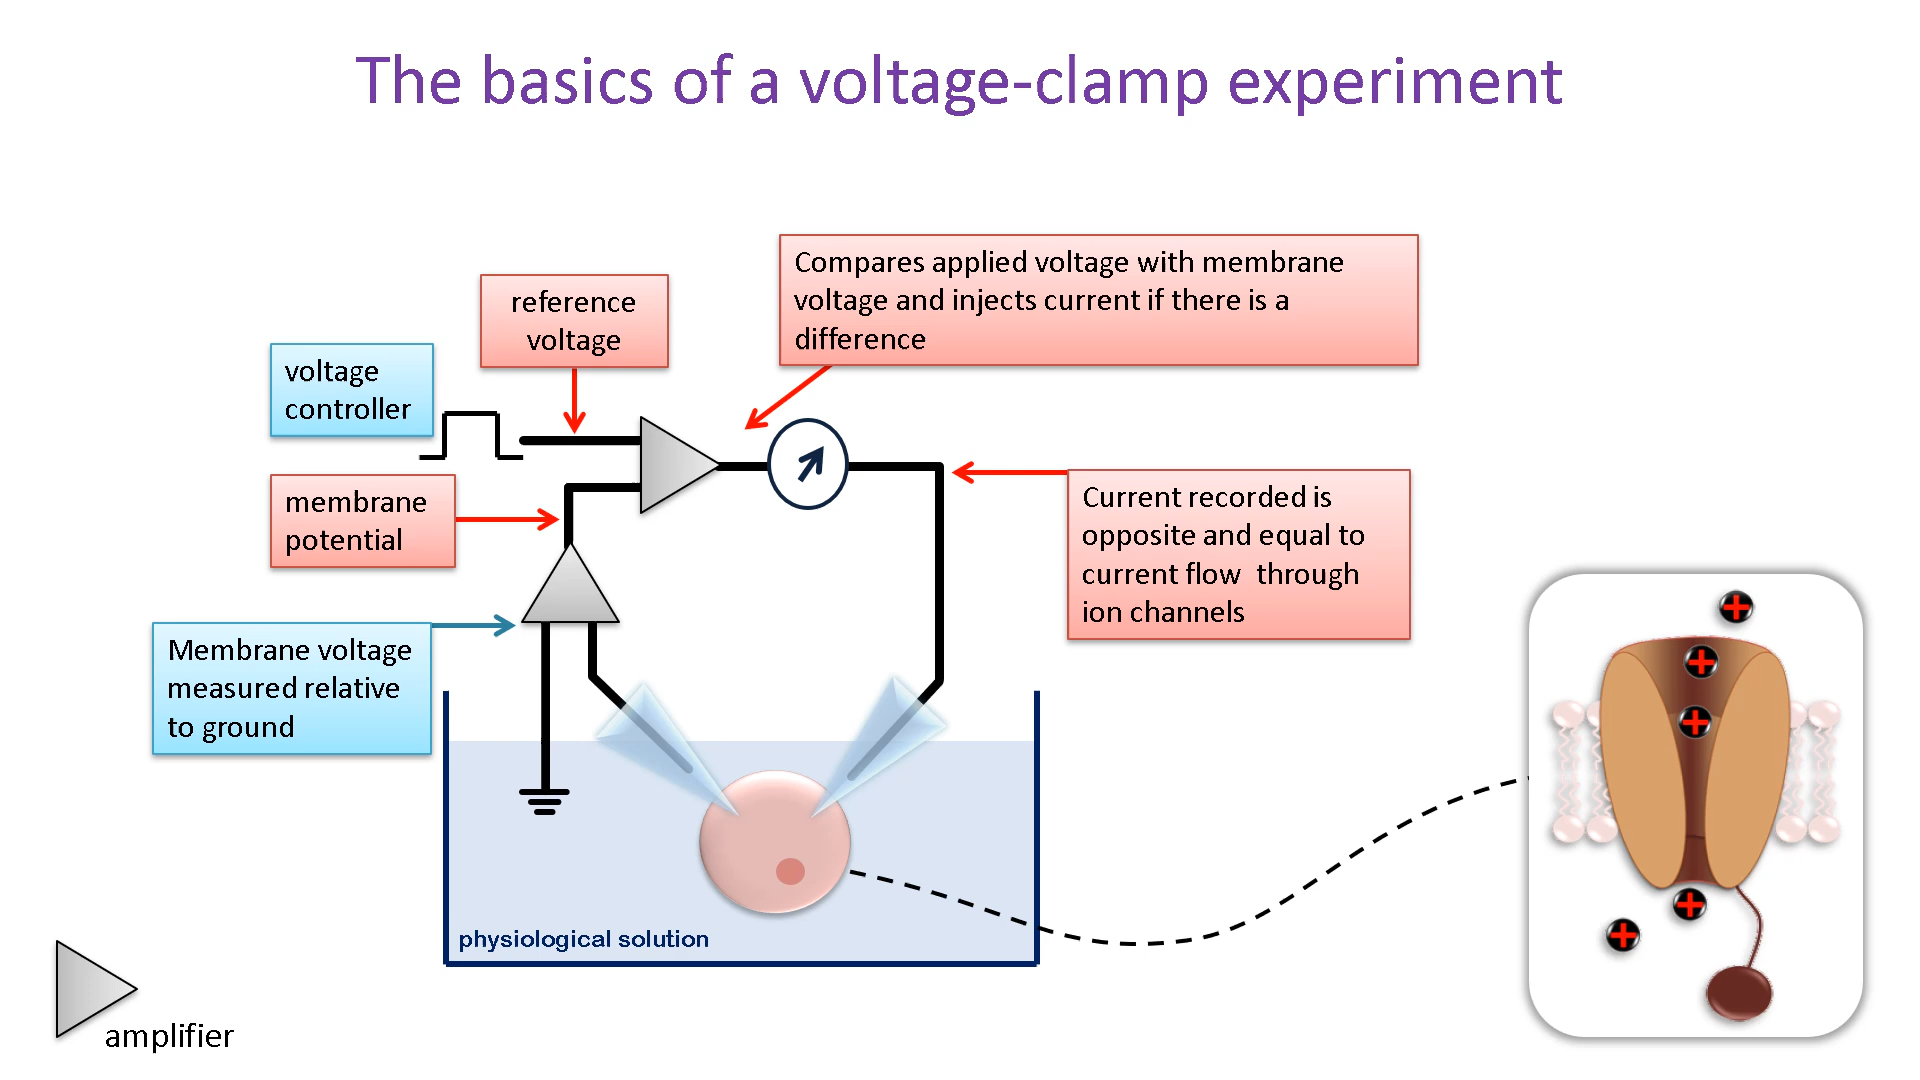 The basics of a voltage-clamp experiment
Compares applied voltage with membrane
voltage and injects current if there is a
difference
reference
voltage
voltage
controller
membrane
potential
Current recorded is
opposite and equal to
current flow  through
ion channels
Membrane voltage
measured relative
to ground
physiological solution
amplifier